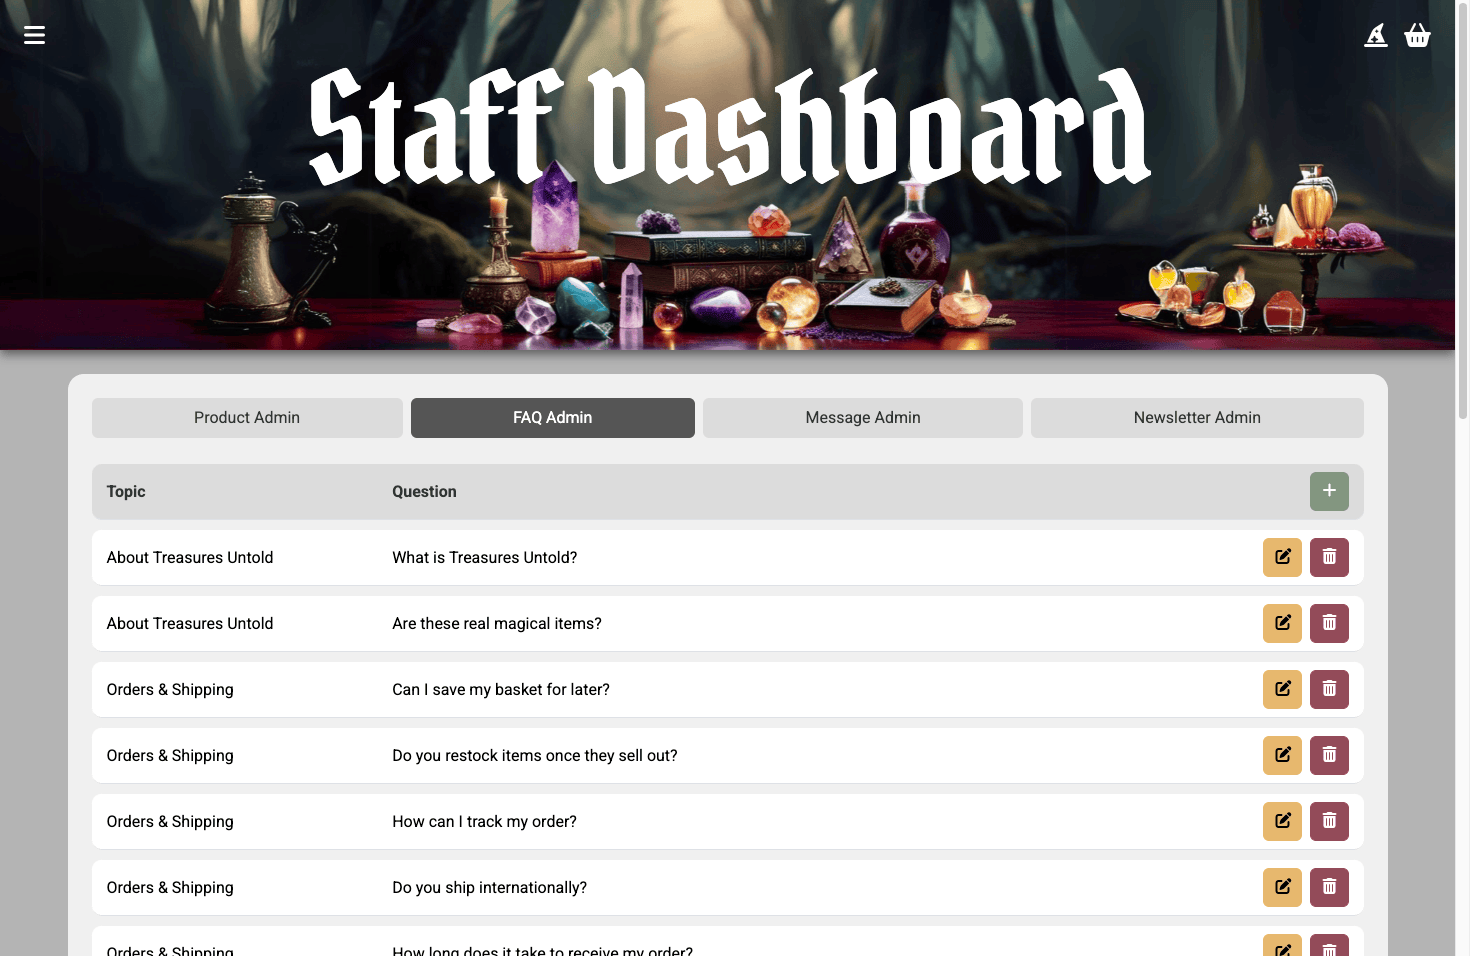 Staff Dashboard
Product Admin FAQ Admin Message Admin Newsletter Admin
Topic Question
About Treasures Untold What is Treasures Untold?
About Treasures Untold Are these real magical items?
Orders & Shipping Can I save my basket for later?
Orders & Shipping Do you restock items once they sell out?
Orders & Shipping How can I track my order?
Orders & Shipping Do you ship internationally?
Orders & Shipping How long does it take to receive my order?